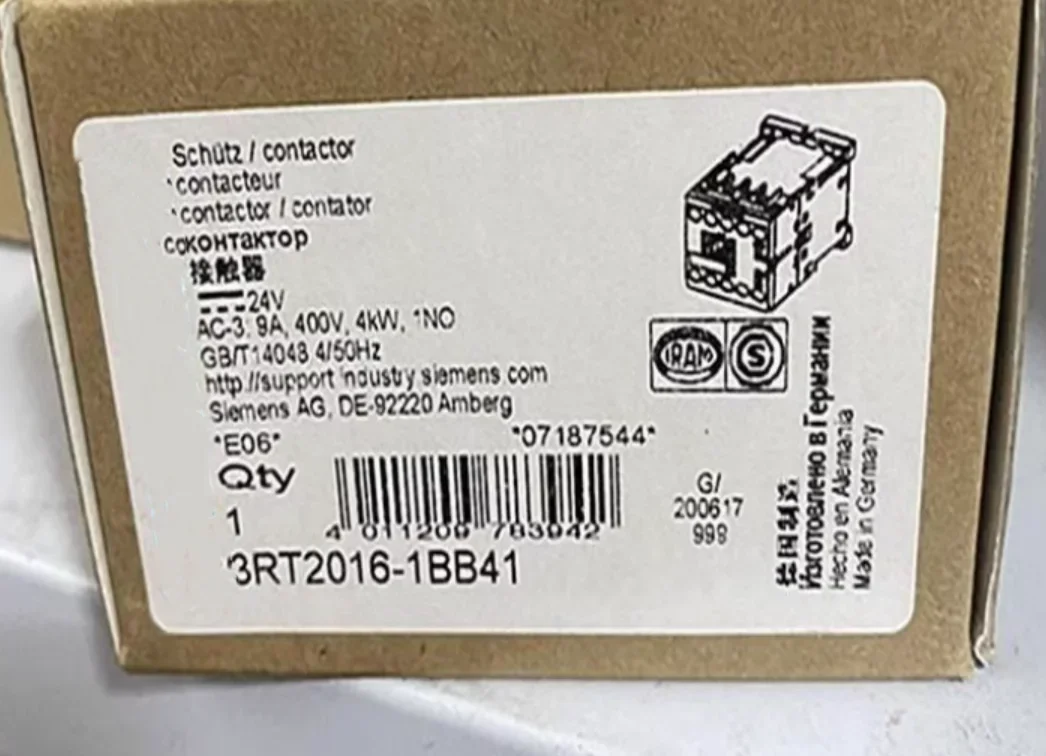 Schütz / contactor
contacteur
contactor / contator
контактор
接触器
24V
AC-3, 9A, 400V, 4kW, 1NO
GB/T14048.4/50Hz
http://support.industry.siemens.com
Siemens AG, DE-92220 Amberg
*E06* *07187544*
Qty
1
4 011209 783942
3RT2016-1BB41
IRAM
S
G/
200617
999
国制造
Изготовлено в Германии
Hecho en Alemania
Made in Germany